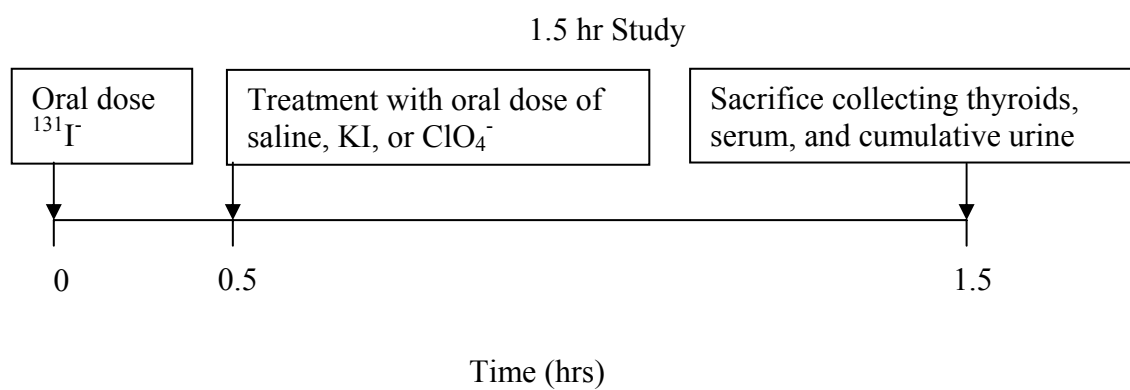 1.5 hr Study
Oral dose
¹³¹I⁻
Treatment with oral dose of
saline, KI, or ClO₄⁻
Sacrifice collecting thyroids,
serum, and cumulative urine
0
0.5
1.5
Time (hrs)